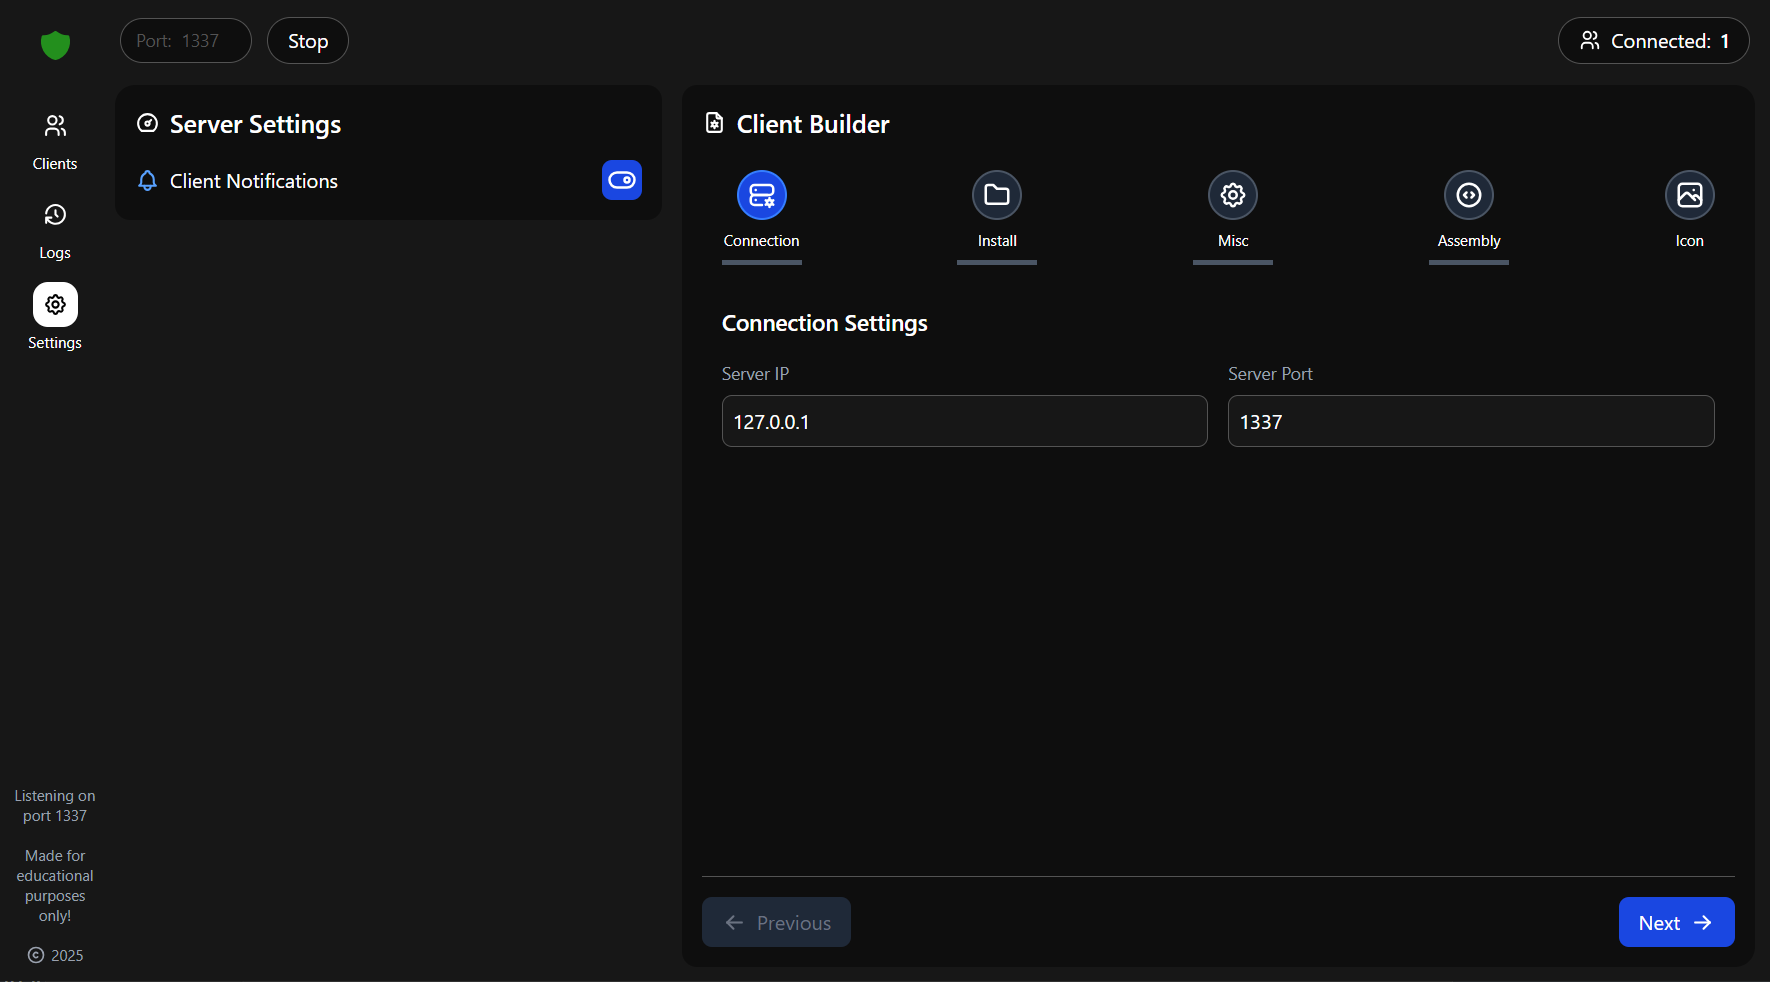 Port: 1337
Stop
Connected: 1
Clients
Logs
Settings
Server Settings
Client Notifications
Client Builder
Connection
Install
Misc
Assembly
Icon
Connection Settings
Server IP
Server Port
127.0.0.1
1337
Previous
Next
Listening on
port 1337
Made for
educational
purposes
only!
© 2025